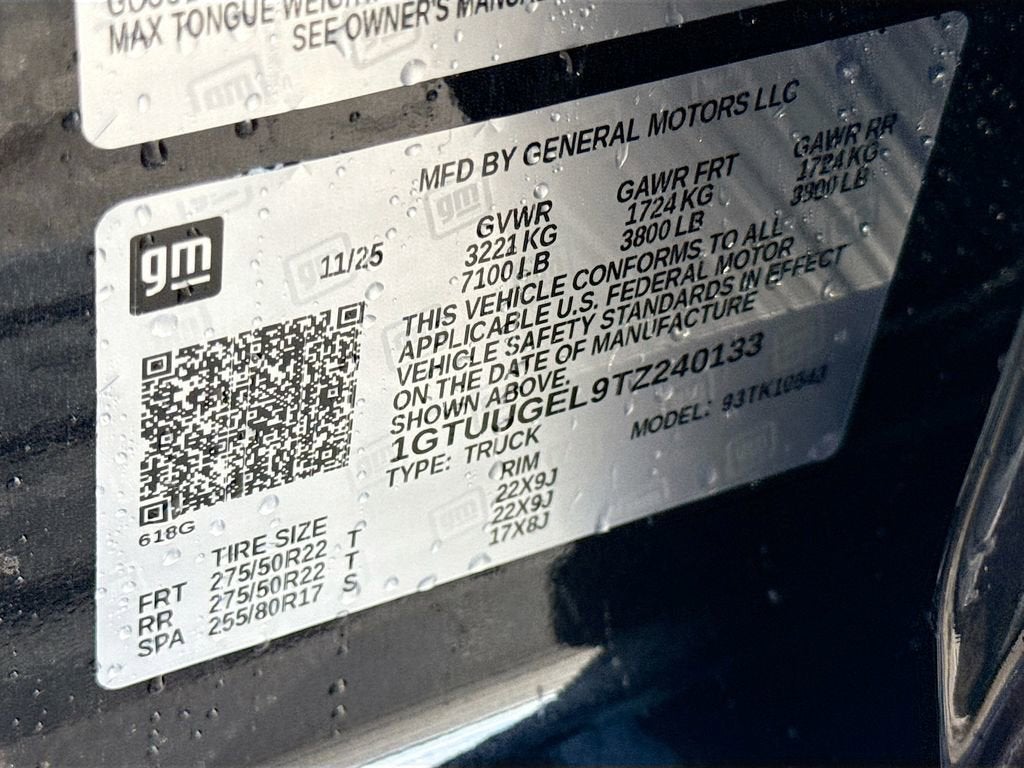 MAX TONGUE WEIGHT
SEE OWNER'S MANUAL
MFD BY GENERAL MOTORS LLC
gm
11/25
GVWR GAWR FRT GAWR RR
3221 KG 1724 KG 1724 KG
7100 LB 3800 LB 3800 LB
THIS VEHICLE CONFORMS TO ALL
APPLICABLE U.S. FEDERAL MOTOR
VEHICLE SAFETY STANDARDS IN EFFECT
ON THE DATE OF MANUFACTURE
SHOWN ABOVE.
1GTUUGEL9TZ240133
TYPE: TRUCK MODEL:
618G
TIRE SIZE RIM
FRT 275/50R22 T 22X9J
RR 275/50R22 T 22X9J
SPA 255/80R17 S 17X8J